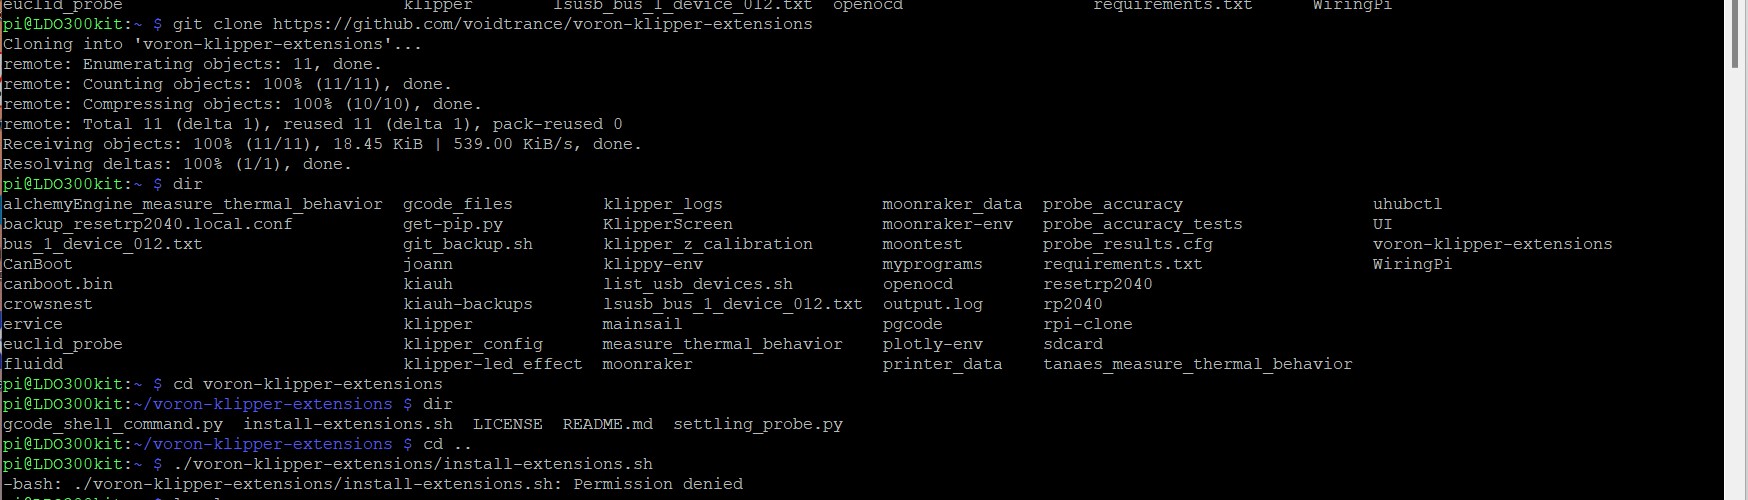 euclid_probe klipper lsusb_bus_1_device_012.txt openocd requirements.txt WiringPi
pi@LDO300kit:~ $ git clone https://github.com/voidtrance/voron-klipper-extensions
Cloning into 'voron-klipper-extensions'...
remote: Enumerating objects: 11, done.
remote: Counting objects: 100% (11/11), done.
remote: Compressing objects: 100% (10/10), done.
remote: Total 11 (delta 1), reused 11 (delta 1), pack-reused 0
Receiving objects: 100% (11/11), 18.45 KiB | 539.00 KiB/s, done.
Resolving deltas: 100% (1/1), done.
pi@LDO300kit:~ $ dir
alchemyEngine_measure_thermal_behavior gcode_files klipper_logs moonraker_data probe_accuracy uhubctl
backup_resetrp2040.local.conf get-pip.py KlipperScreen moonraker-env probe_accuracy_tests UI
bus_1_device_012.txt git_backup.sh klipper_z_calibration moontest probe_results.cfg voron-klipper-extensions
CanBoot joann klippy-env myprograms requirements.txt WiringPi
canboot.bin kiauh list_usb_devices.sh openocd resetrp2040
crowsnest kiauh-backups lsusb_bus_1_device_012.txt output.log rp2040
ervice klipper mainsail pgcode rpi-clone
euclid_probe klipper_config measure_thermal_behavior plotly-env sdcard
fluidd klipper-led_effect moonraker printer_data tanaes_measure_thermal_behavior
pi@LDO300kit:~ $ cd voron-klipper-extensions
pi@LDO300kit:~/voron-klipper-extensions $ dir
gcode_shell_command.py install-extensions.sh LICENSE README.md settling_probe.py
pi@LDO300kit:~/voron-klipper-extensions $ cd ..
pi@LDO300kit:~ $ ./voron-klipper-extensions/install-extensions.sh
-bash: ./voron-klipper-extensions/install-extensions.sh: Permission denied